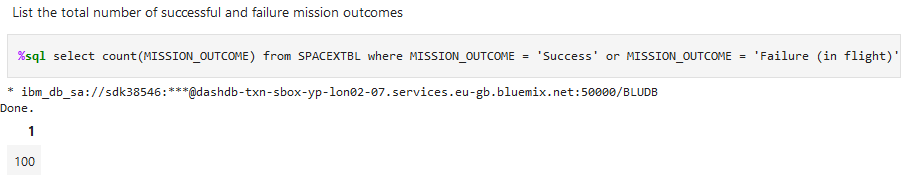 List the total number of successful and failure mission outcomes
%sql select count(MISSION_OUTCOME) from SPACEXTBL where MISSION_OUTCOME = 'Success' or MISSION_OUTCOME = 'Failure (in flight)'
* ibm_db_sa://sdk38546:***@dashdb-txn-sbox-yp-lon02-07.services.eu-gb.bluemix.net:50000/BLUDB
Done.
1
100